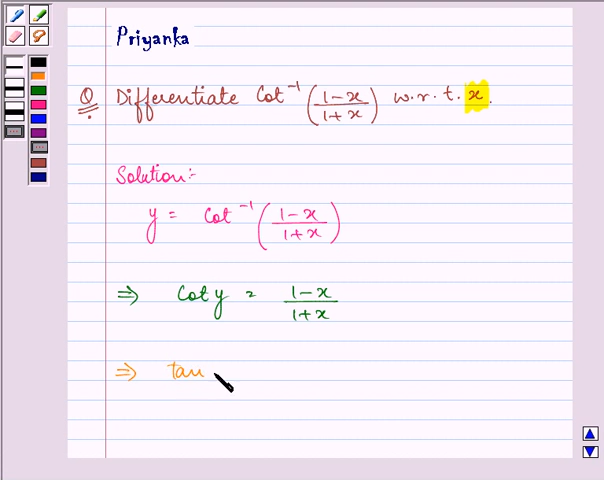 Priyanka
Q Differentiate Cot⁻¹ ((1-x)/(1+x)) w.r.t. x.
Solution:-
y = Cot⁻¹ ((1-x)/(1+x))
⇒ Cot y = (1-x)/(1+x)
⇒ tan